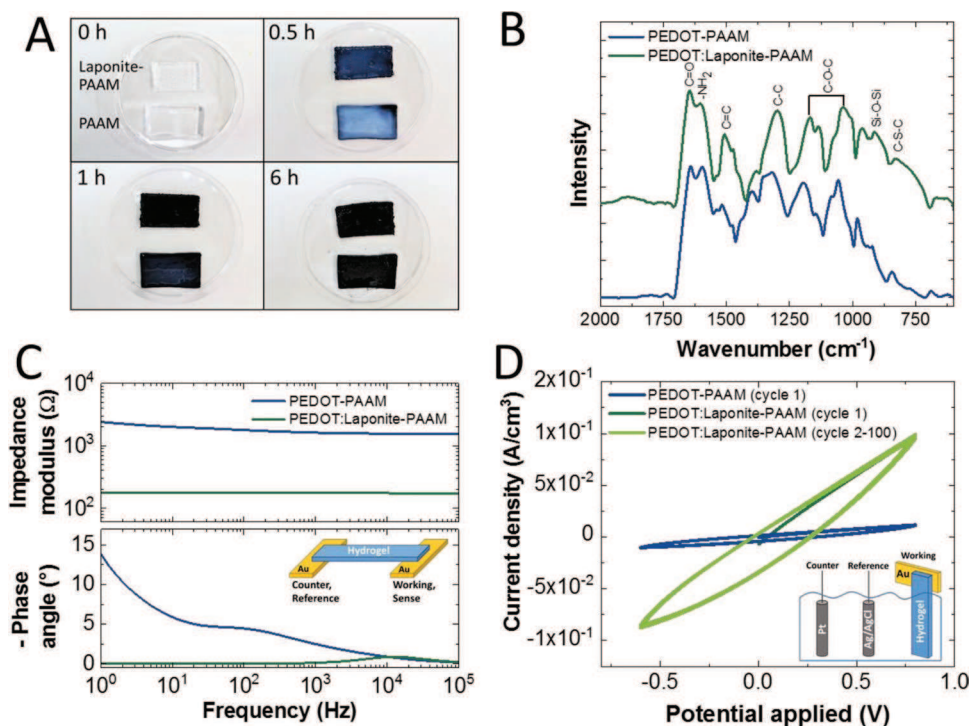 A
0 h
0.5 h
Laponite-
PAAM
PAAM
1 h
6 h
B
PEDOT-PAAM
PEDOT:Laponite-PAAM
C=O
-NH2
C=C
C-C
C-O-C
Si-O-Si
C-S-C
Intensity
2000 1750 1500 1250 1000 750
Wavenumber (cm-1)
C
PEDOT-PAAM
PEDOT:Laponite-PAAM
Impedance
modulus (Ω)
10^4
10^3
10^2
- Phase
angle (°)
15
10
5
0
Hydrogel
Au
Au
Counter,
Reference
Working,
Sense
10^0 10^1 10^2 10^3 10^4 10^5
Frequency (Hz)
D
PEDOT-PAAM (cycle 1)
PEDOT:Laponite-PAAM (cycle 1)
PEDOT:Laponite-PAAM (cycle 2-100)
Current density (A/cm3)
2x10^-1
1x10^-1
5x10^-2
0
-5x10^-2
-1x10^-1
Counter
Reference
Working
Au
Pt
Ag/AgCl
Hydrogel
-0.5 0.0 0.5 1.0
Potential applied (V)